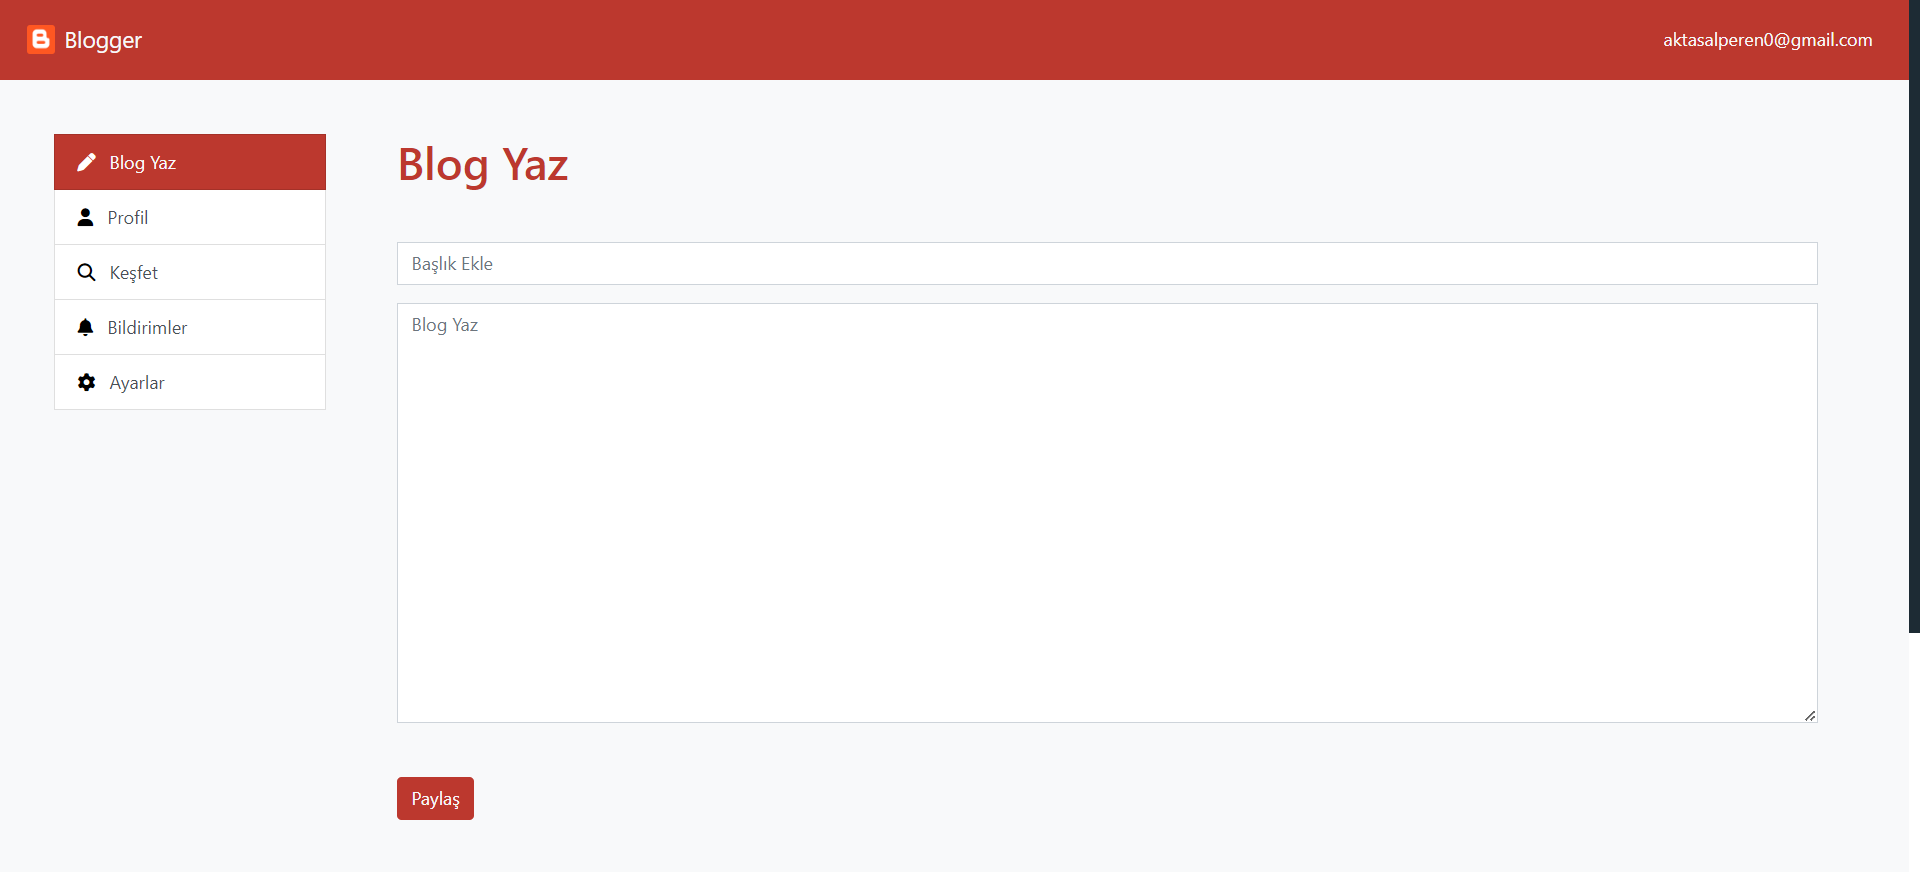 Blogger
aktasalperen0@gmail.com
Blog Yaz
Profil
Keşfet
Bildirimler
Ayarlar
Blog Yaz
Başlık Ekle
Blog Yaz
Paylaş